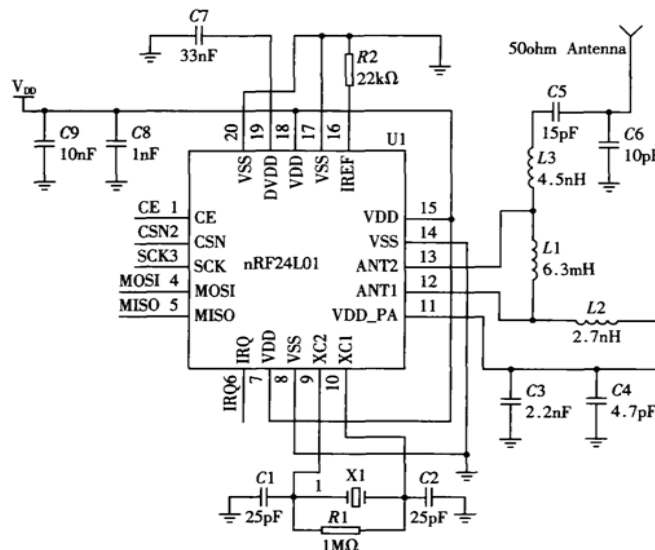 C7
33nF
R2
22kΩ
50ohm Antenna
C5
15pF
C6
10pF
V_DD
C9
10nF
C8
1nF
20 19 18 17 16
U1
VSS DVDD VDD VSS IREF
L3
4.5nH
CE 1 CE
CSN2 CSN
SCK3 SCK
MOSI 4 MOSI
MISO 5 MISO
nRF24L01
VDD 15
VSS 14
ANT2 13
ANT1 12
VDD_PA 11
L1
6.3mH
L2
2.7nH
IRQ VDD VSS XC2 XC1
IRQ6 7 8 9 10
C3
2.2nF
C4
4.7pF
C1
25pF
1
X1
C2
25pF
R1
1MΩ